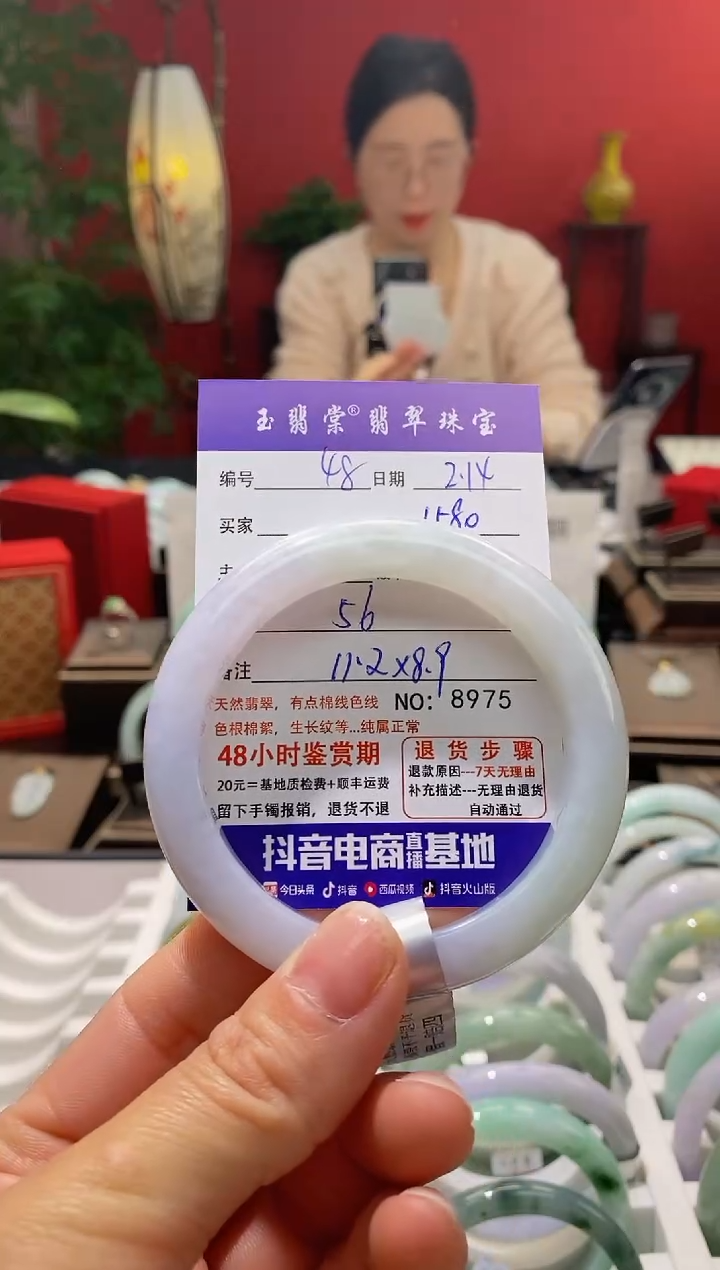 玉翡棠®翡翠珠宝
编号 48 日期 2.14
买家
56
备注 11.2x8.9
天然翡翠，有点棉线色线 NO: 8975
色根棉絮，生长纹等...纯属正常
48小时鉴赏期
20元=基地质检费+顺丰运费
留下手镯报销，退货不退
退货步骤
退款原因---7天无理由
补充描述---无理由退货
自动通过
抖音电商直播基地
今日头条 抖音 西瓜视频 抖音火山版